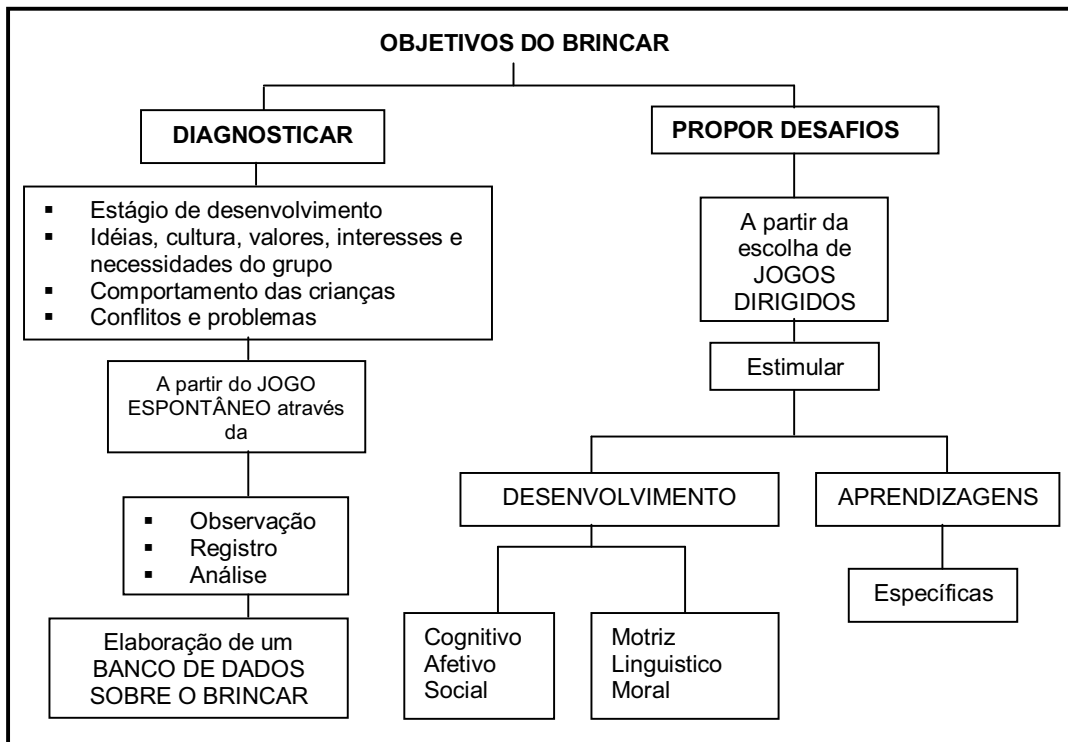 OBJETIVOS DO BRINCAR
DIAGNOSTICAR
▪ Estágio de desenvolvimento
▪ Idéias, cultura, valores, interesses e
necessidades do grupo
▪ Comportamento das crianças
▪ Conflitos e problemas
A partir do JOGO
ESPONTÂNEO através
da
▪ Observação
▪ Registro
▪ Análise
Elaboração de um
BANCO DE DADOS
SOBRE O BRINCAR
PROPOR DESAFIOS
A partir da
escolha de
JOGOS
DIRIGIDOS
Estimular
DESENVOLVIMENTO
Cognitivo
Afetivo
Social
Motriz
Linguistico
Moral
APRENDIZAGENS
Específicas